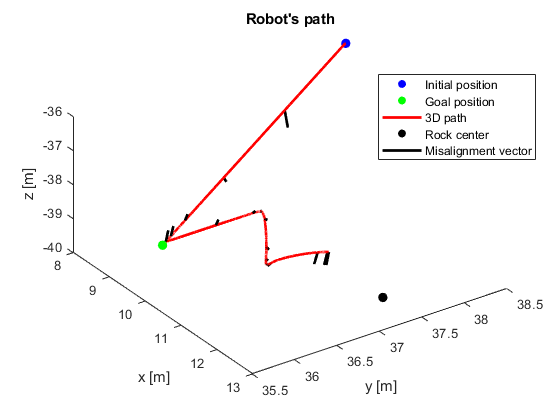 Robot's path
Initial position
Goal position
3D path
Rock center
Misalignment vector
z [m]
-36
-37
-38
-39
-40
x [m]
8
9
10
11
12
13
y [m]
35.5
36
36.5
37
37.5
38
38.5